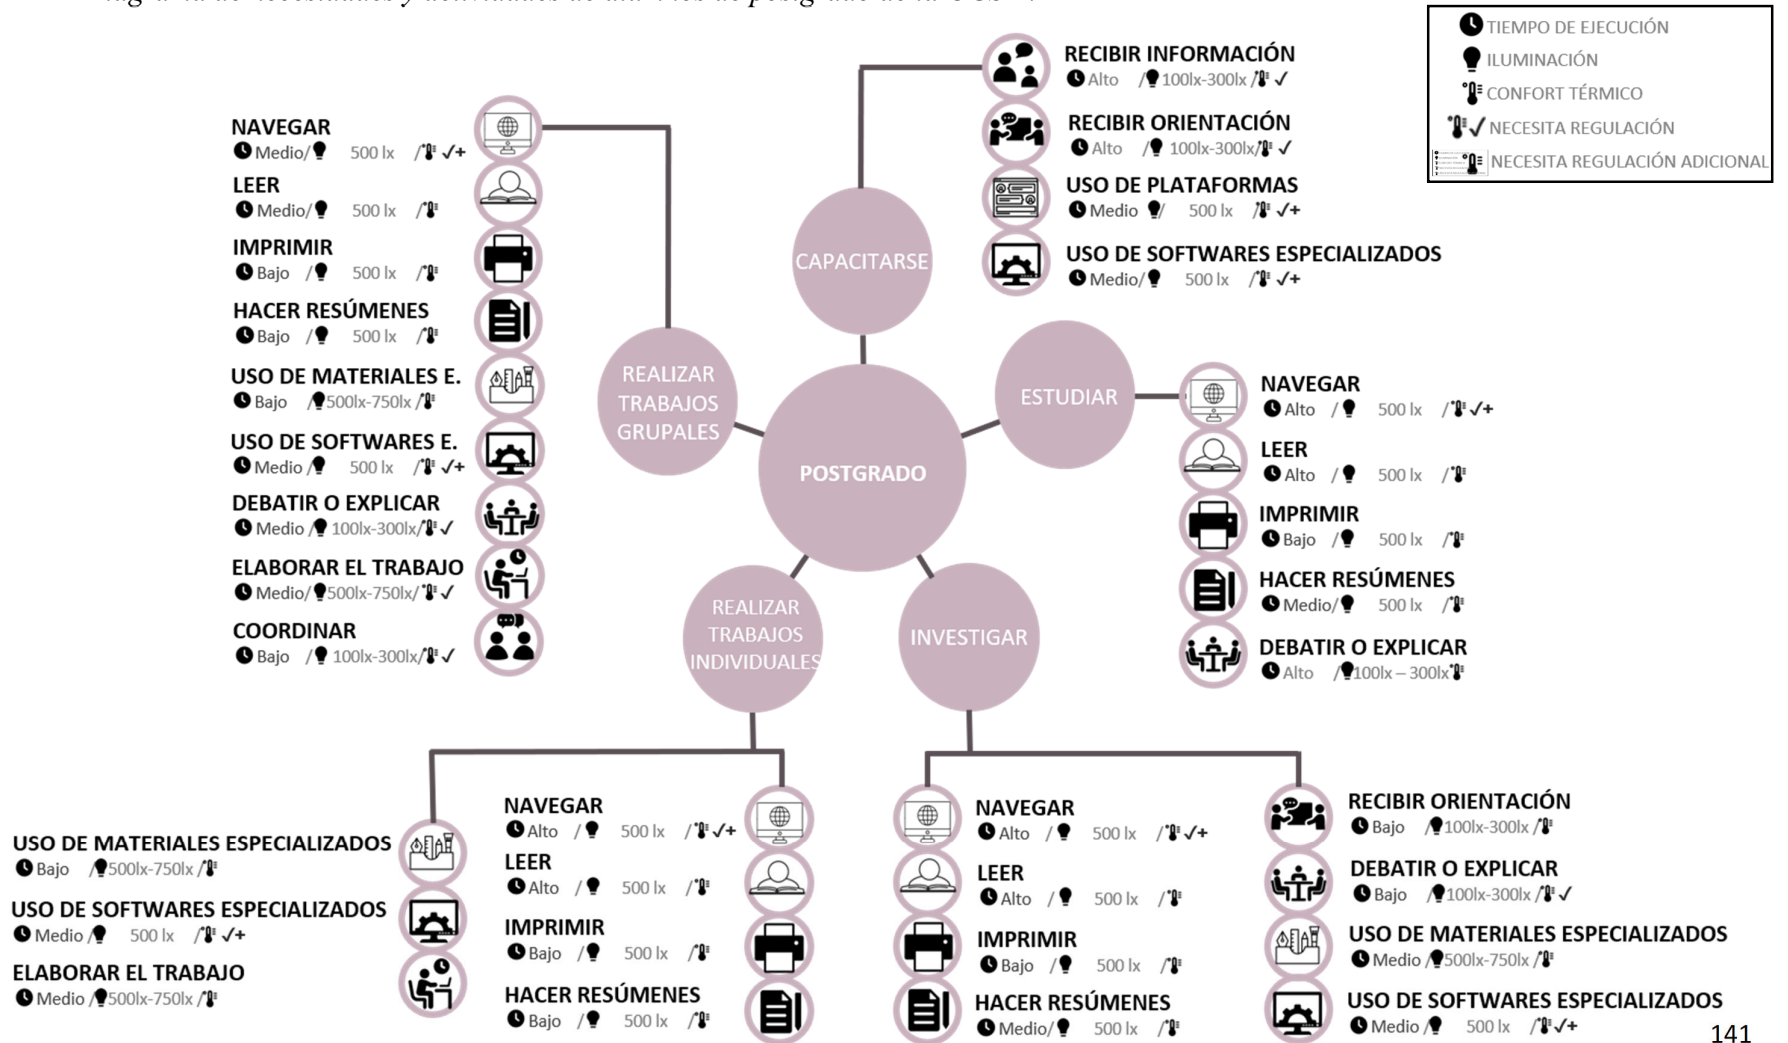 de necesidades y actividades de alumnos de postgrado de la
TIEMPO DE EJECUCIÓN
ILUMINACIÓN
CONFORT TÉRMICO
NECESITA REGULACIÓN
NECESITA REGULACIÓN ADICIONAL
RECIBIR INFORMACIÓN
Alto / 100lx-300lx / ✓
RECIBIR ORIENTACIÓN
Alto / 100lx-300lx/ ✓
USO DE PLATAFORMAS
Medio / 500 lx / ✓+
USO DE SOFTWARES ESPECIALIZADOS
Medio/ 500 lx / ✓+
CAPACITARSE
NAVEGAR
Medio/ 500 lx / ✓+
LEER
Medio/ 500 lx /
IMPRIMIR
Bajo / 500 lx /
HACER RESÚMENES
Bajo / 500 lx /
USO DE MATERIALES E.
Bajo / 500lx-750lx /
USO DE SOFTWARES E.
Medio / 500 lx / ✓+
DEBATIR O EXPLICAR
Medio / 100lx-300lx/ ✓
ELABORAR EL TRABAJO
Medio/ 500lx-750lx/ ✓
COORDINAR
Bajo / 100lx-300lx/ ✓
REALIZAR
TRABAJOS
GRUPALES
POSTGRADO
ESTUDIAR
NAVEGAR
Alto / 500 lx / ✓+
LEER
Alto / 500 lx /
IMPRIMIR
Bajo / 500 lx /
HACER RESÚMENES
Medio/ 500 lx /
DEBATIR O EXPLICAR
Alto / 100lx – 300lx
REALIZAR
TRABAJOS
INDIVIDUALES
INVESTIGAR
USO DE MATERIALES ESPECIALIZADOS
Bajo / 500lx-750lx /
USO DE SOFTWARES ESPECIALIZADOS
Medio / 500 lx / ✓+
ELABORAR EL TRABAJO
Medio / 500lx-750lx /
NAVEGAR
Alto / 500 lx / ✓+
LEER
Alto / 500 lx /
IMPRIMIR
Bajo / 500 lx /
HACER RESÚMENES
Bajo / 500 lx /
NAVEGAR
Alto / 500 lx / ✓+
LEER
Alto / 500 lx /
IMPRIMIR
Bajo / 500 lx /
HACER RESÚMENES
Medio/ 500 lx /
RECIBIR ORIENTACIÓN
Bajo / 100lx-300lx /
DEBATIR O EXPLICAR
Bajo / 100lx-300lx / ✓
USO DE MATERIALES ESPECIALIZADOS
Medio / 500lx-750lx /
USO DE SOFTWARES ESPECIALIZADOS
Medio / 500 lx / ✓+
141